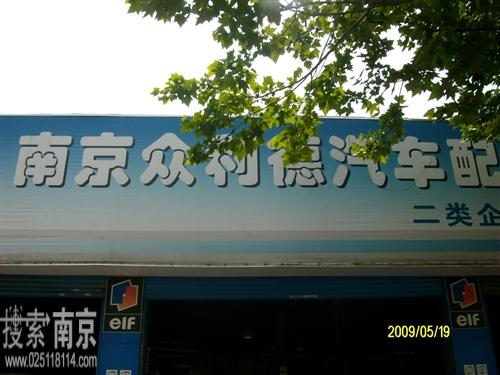 南京众利德汽车配
二类企
elf
elf
搜索南京
www.025118114.com
2009/05/19